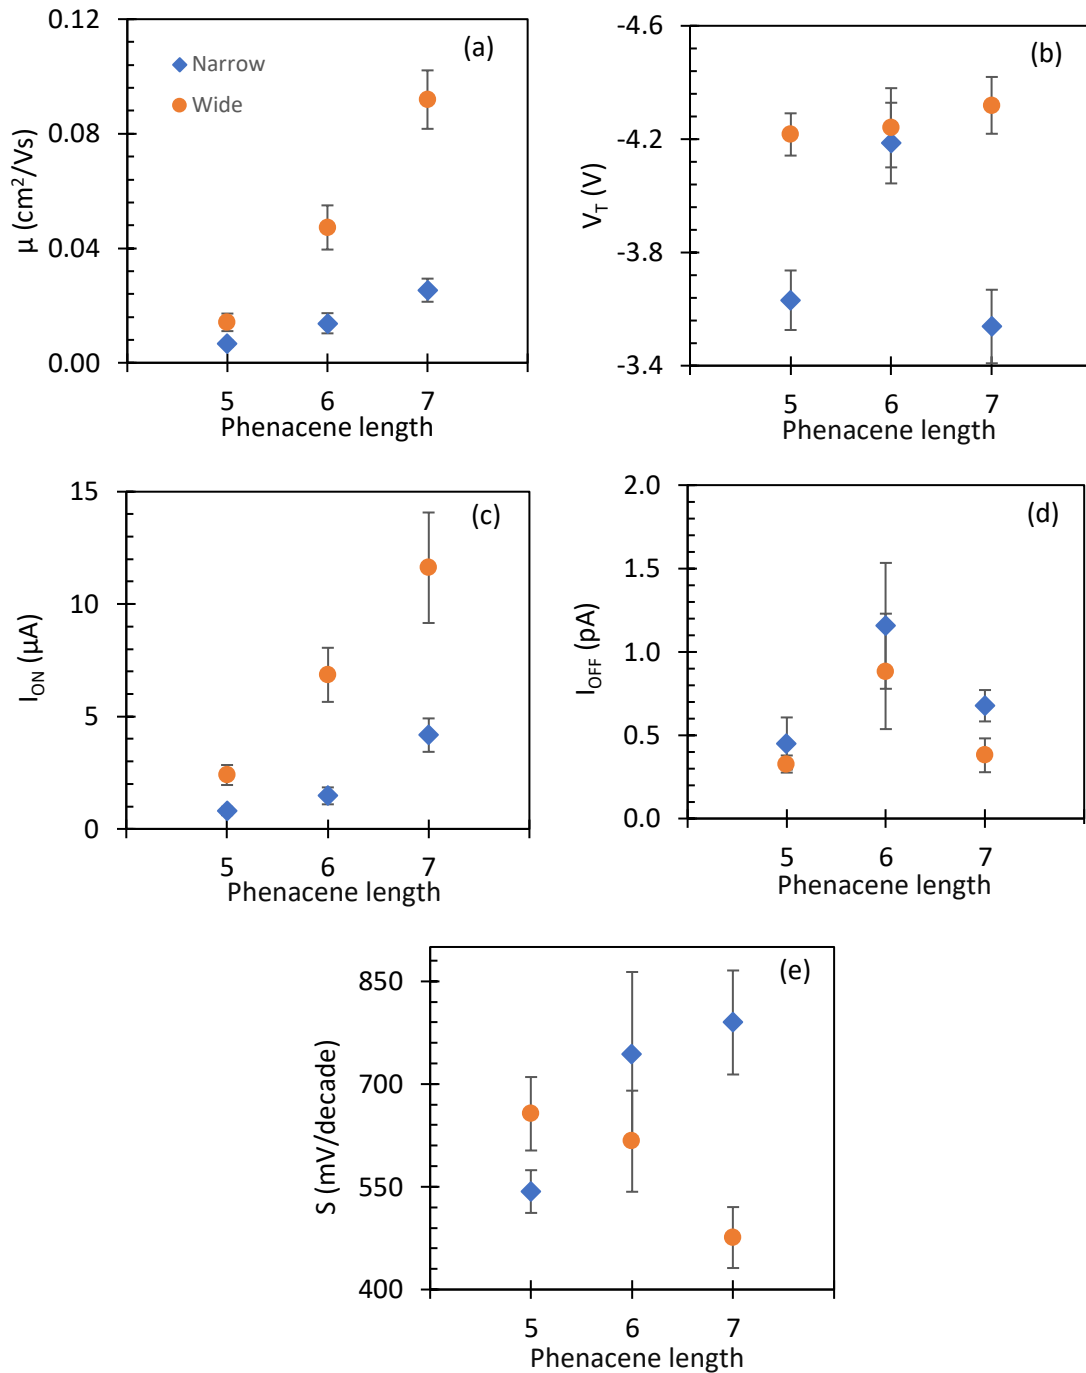 (a)
Narrow
Wide
0.12
0.08
0.04
0.00
µ (cm²/Vs)
5 6 7
Phenacene length
(b)
-4.6
-4.2
-3.8
-3.4
V_T (V)
5 6 7
Phenacene length
(c)
15
10
5
0
I_ON (µA)
5 6 7
Phenacene length
(d)
2.0
1.5
1.0
0.5
0.0
I_OFF (pA)
5 6 7
Phenacene length
(e)
850
700
550
400
S (mV/decade)
5 6 7
Phenacene length